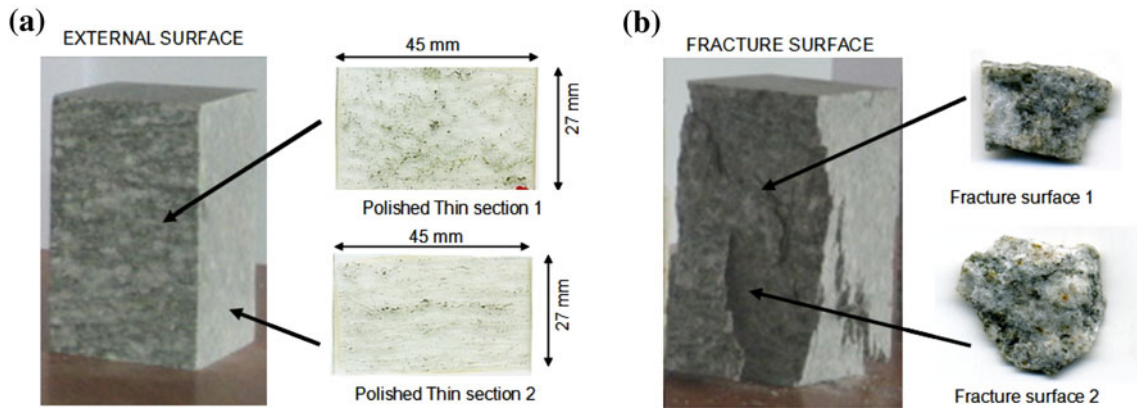 (a)
EXTERNAL SURFACE
45 mm
27 mm
Polished Thin section 1
45 mm
27 mm
Polished Thin section 2
(b)
FRACTURE SURFACE
Fracture surface 1
Fracture surface 2